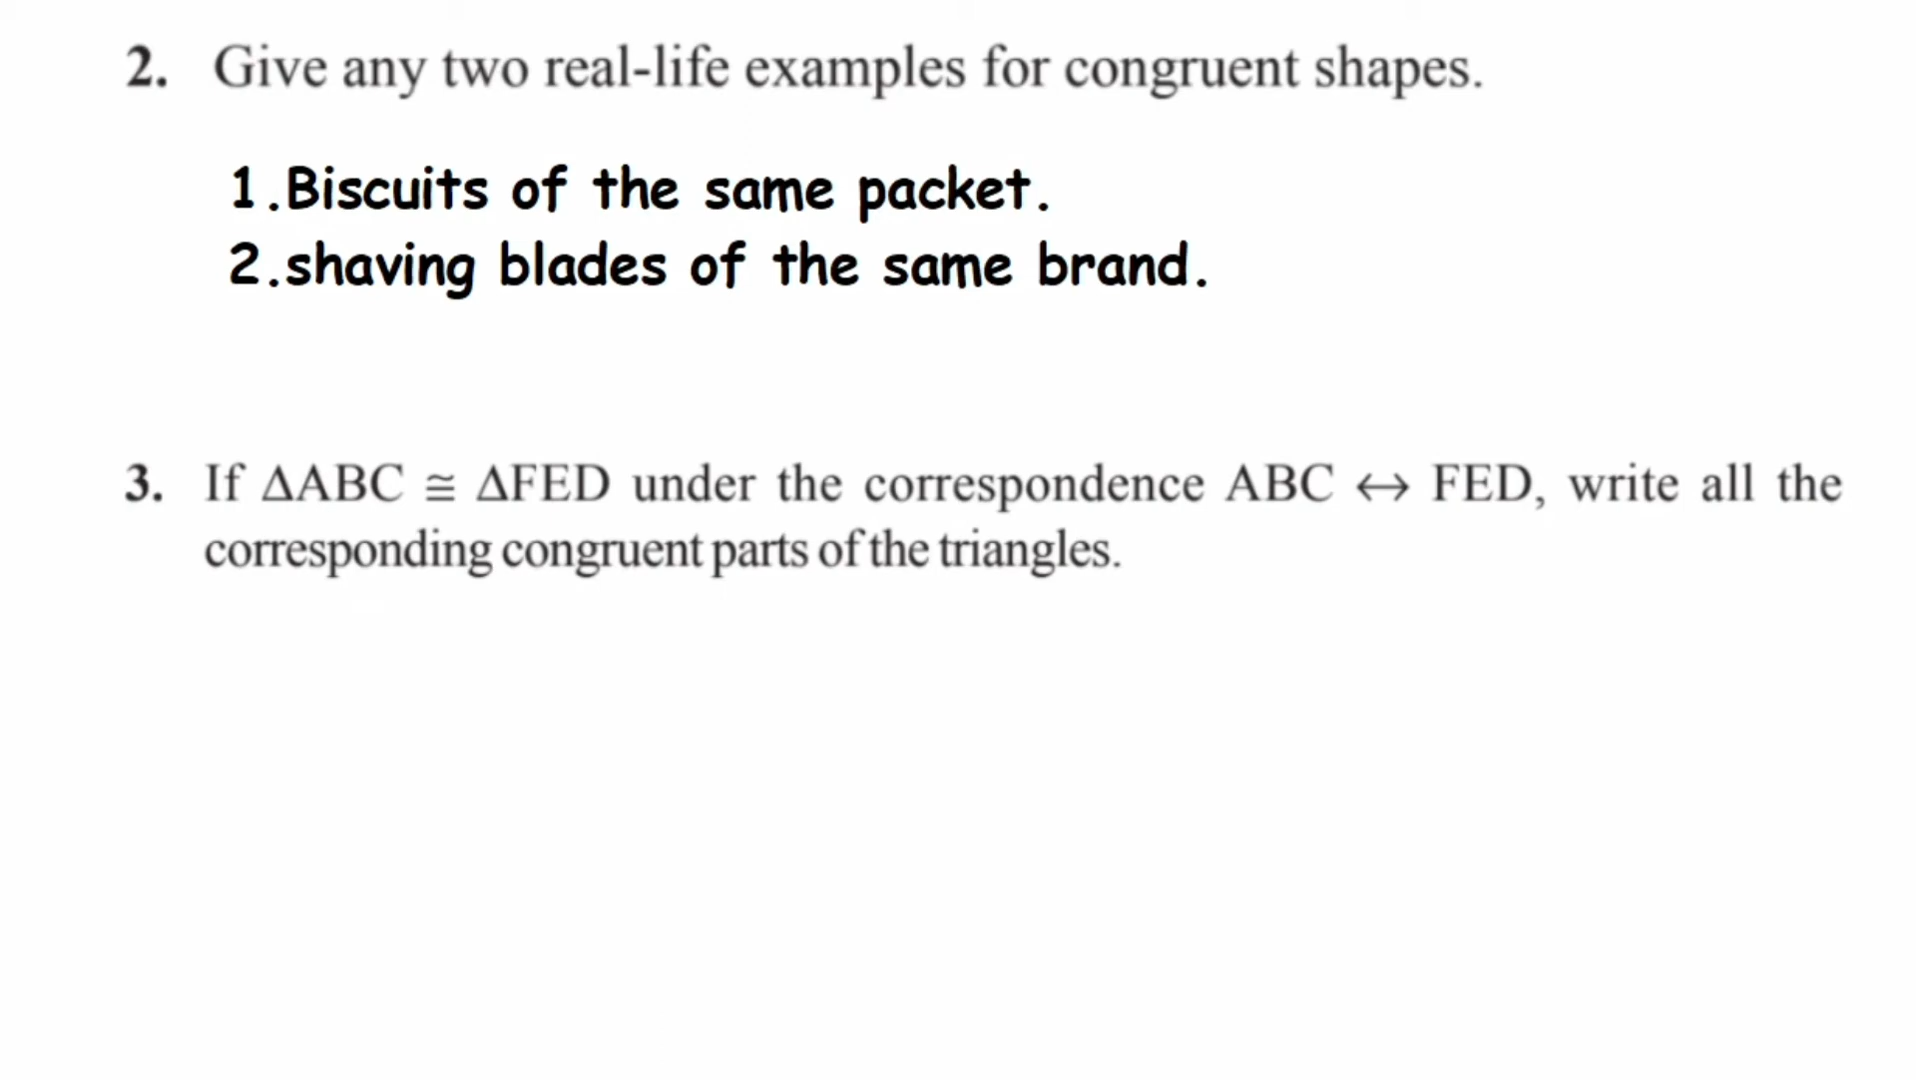 2. Give any two real-life examples for congruent shapes.
1.Biscuits of the same packet.
2.shaving blades of the same brand.
3. If ΔABC ≅ ΔFED under the correspondence ABC ↔ FED, write all the
corresponding congruent parts of the triangles.